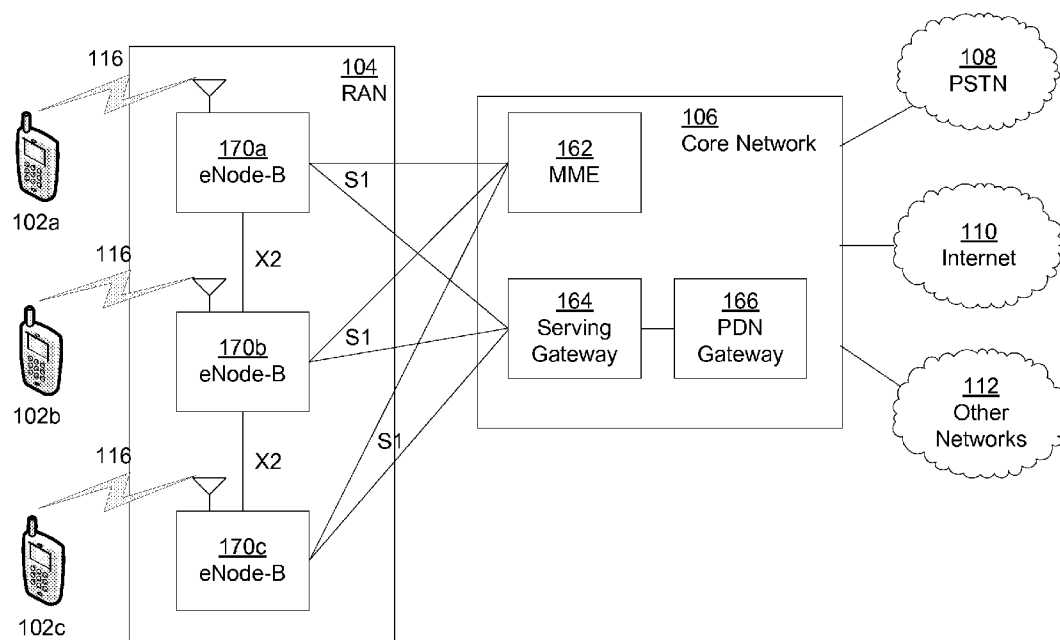 116
104
RAN
108
PSTN
170a
eNode-B
106
Core Network
162
MME
S1
102a
X2
116
110
Internet
164
Serving
Gateway
166
PDN
Gateway
170b
eNode-B
S1
102b
112
Other
Networks
X2
S1
116
170c
eNode-B
102c